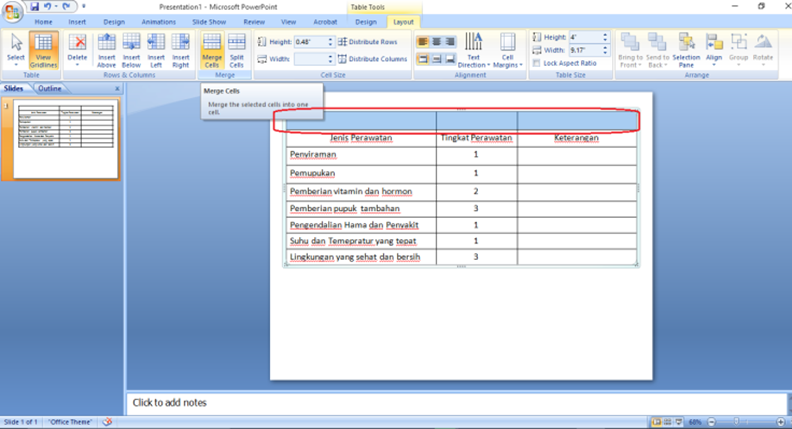 Presentation1 - Microsoft PowerPoint
Table Tools
Home Insert Design Animations Slide Show Review View Acrobat Design Layout
Select View Gridlines Delete Insert Above Insert Below Insert Left Insert Right Merge Cells Split Cells Height: 0.48" Width: Distribute Rows Distribute Columns Text Direction Cell Margins Height: 4" Width: 9.17" Lock Aspect Ratio Bring to Front Send to Back Selection Pane Align Group Rotate
Table Rows & Columns Merge Cell Size Alignment Table Size Arrange
Slides Outline
Merge Cells
Merge the selected cells into one
cell.
1
Jenis Perawatan Tingkat Perawatan Keterangan
Penviraman 1
Pemupukan 1
Pemberian vitamin dan hormon 2
Pemberian pupuk tambahan 3
Pengendalian Hama dan Penyakit 1
Suhu dan Temepratur yang tepat 1
Lingkungan yang sehat dan bersih 3
Click to add notes
Slide 1 of 1 "Office Theme" 68%